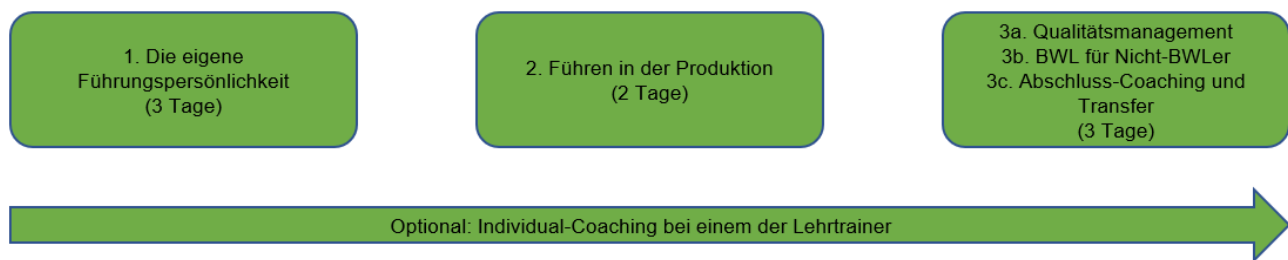 1. Die eigene
Führungspersönlichkeit
(3 Tage)
2. Führen in der Produktion
(2 Tage)
3a. Qualitätsmanagement
3b. BWL für Nicht-BWLer
3c. Abschluss-Coaching und
Transfer
(3 Tage)
Optional: Individual-Coaching bei einem der Lehrtrainer